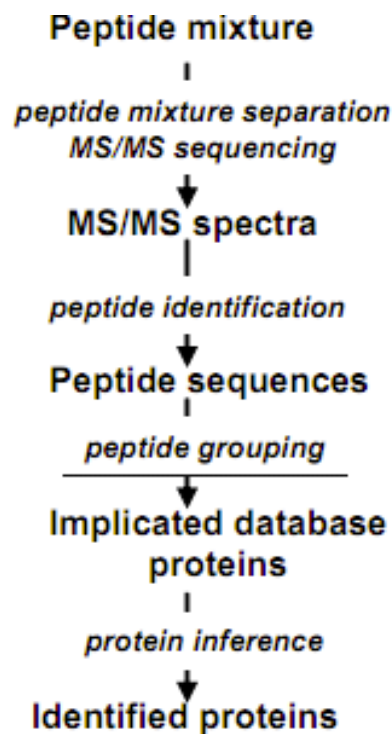 Peptide mixture
peptide mixture separation
MS/MS sequencing
MS/MS spectra
peptide identification
Peptide sequences
peptide grouping
Implicated database
proteins
protein inference
Identified proteins